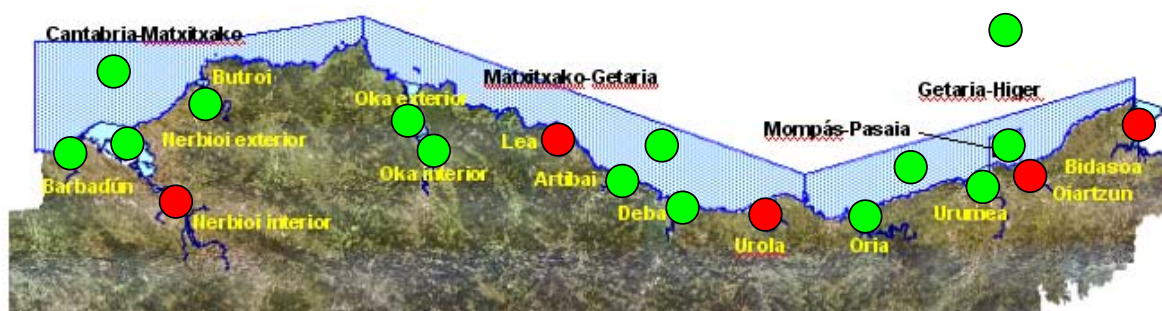 Cantabria-Matxitxako
Butroi
Nerbioi exterior
Barbadún
Nerbioi interior
Oka exterior
Oka interior
Matxitxako-Getaria
Lea
Artibai
Deba
Urola
Getaria-Higer
Mompás-Pasaia
Bidasoa
Oiartzun
Urumea
Oria